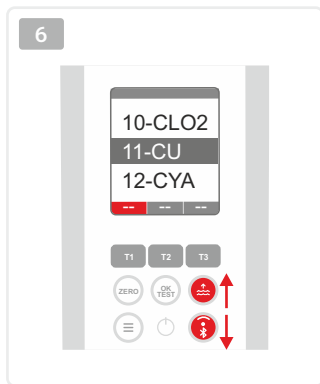 6
10-CLO2
11-CU
12-CYA
-- -- --
T1 T2 T3
ZERO OK TEST